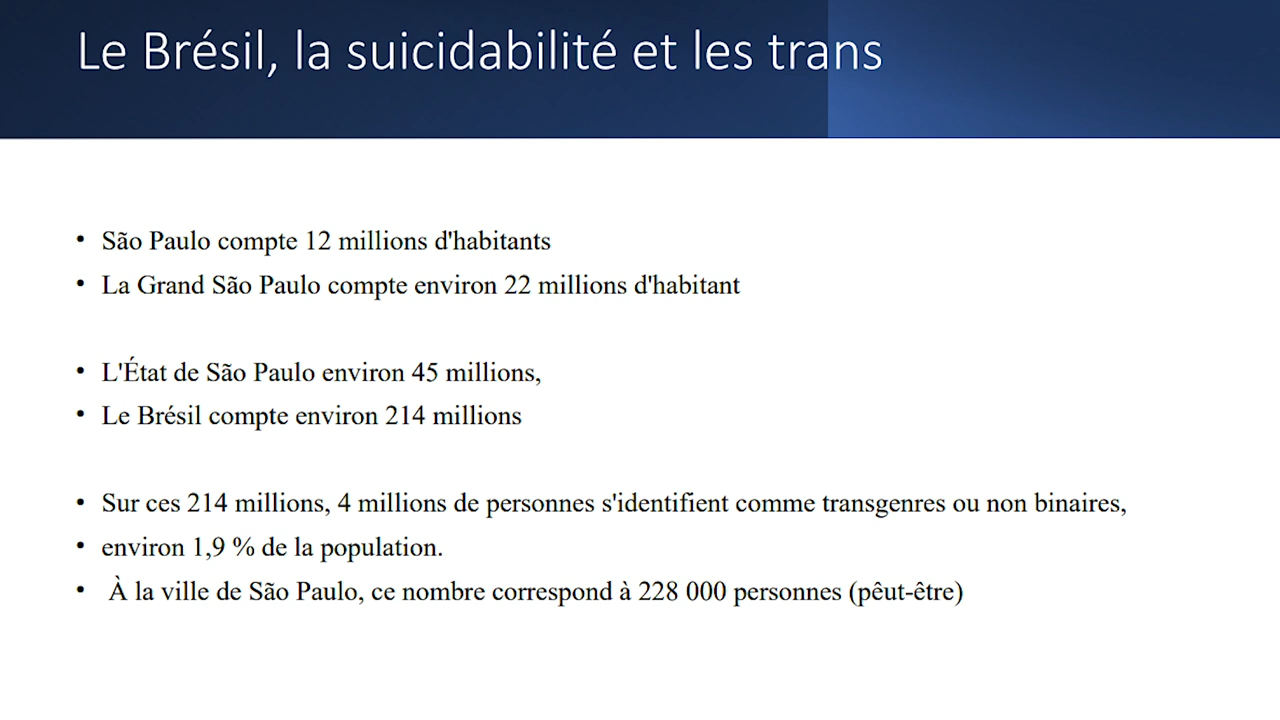 Le Brésil, la suicidabilité et les trans
• São Paulo compte 12 millions d'habitants
• La Grand São Paulo compte environ 22 millions d'habitant
• L'État de São Paulo environ 45 millions,
• Le Brésil compte environ 214 millions
• Sur ces 214 millions, 4 millions de personnes s'identifient comme transgenres ou non binaires,
• environ 1,9 % de la population.
• À la ville de São Paulo, ce nombre correspond à 228 000 personnes (pêut-être)